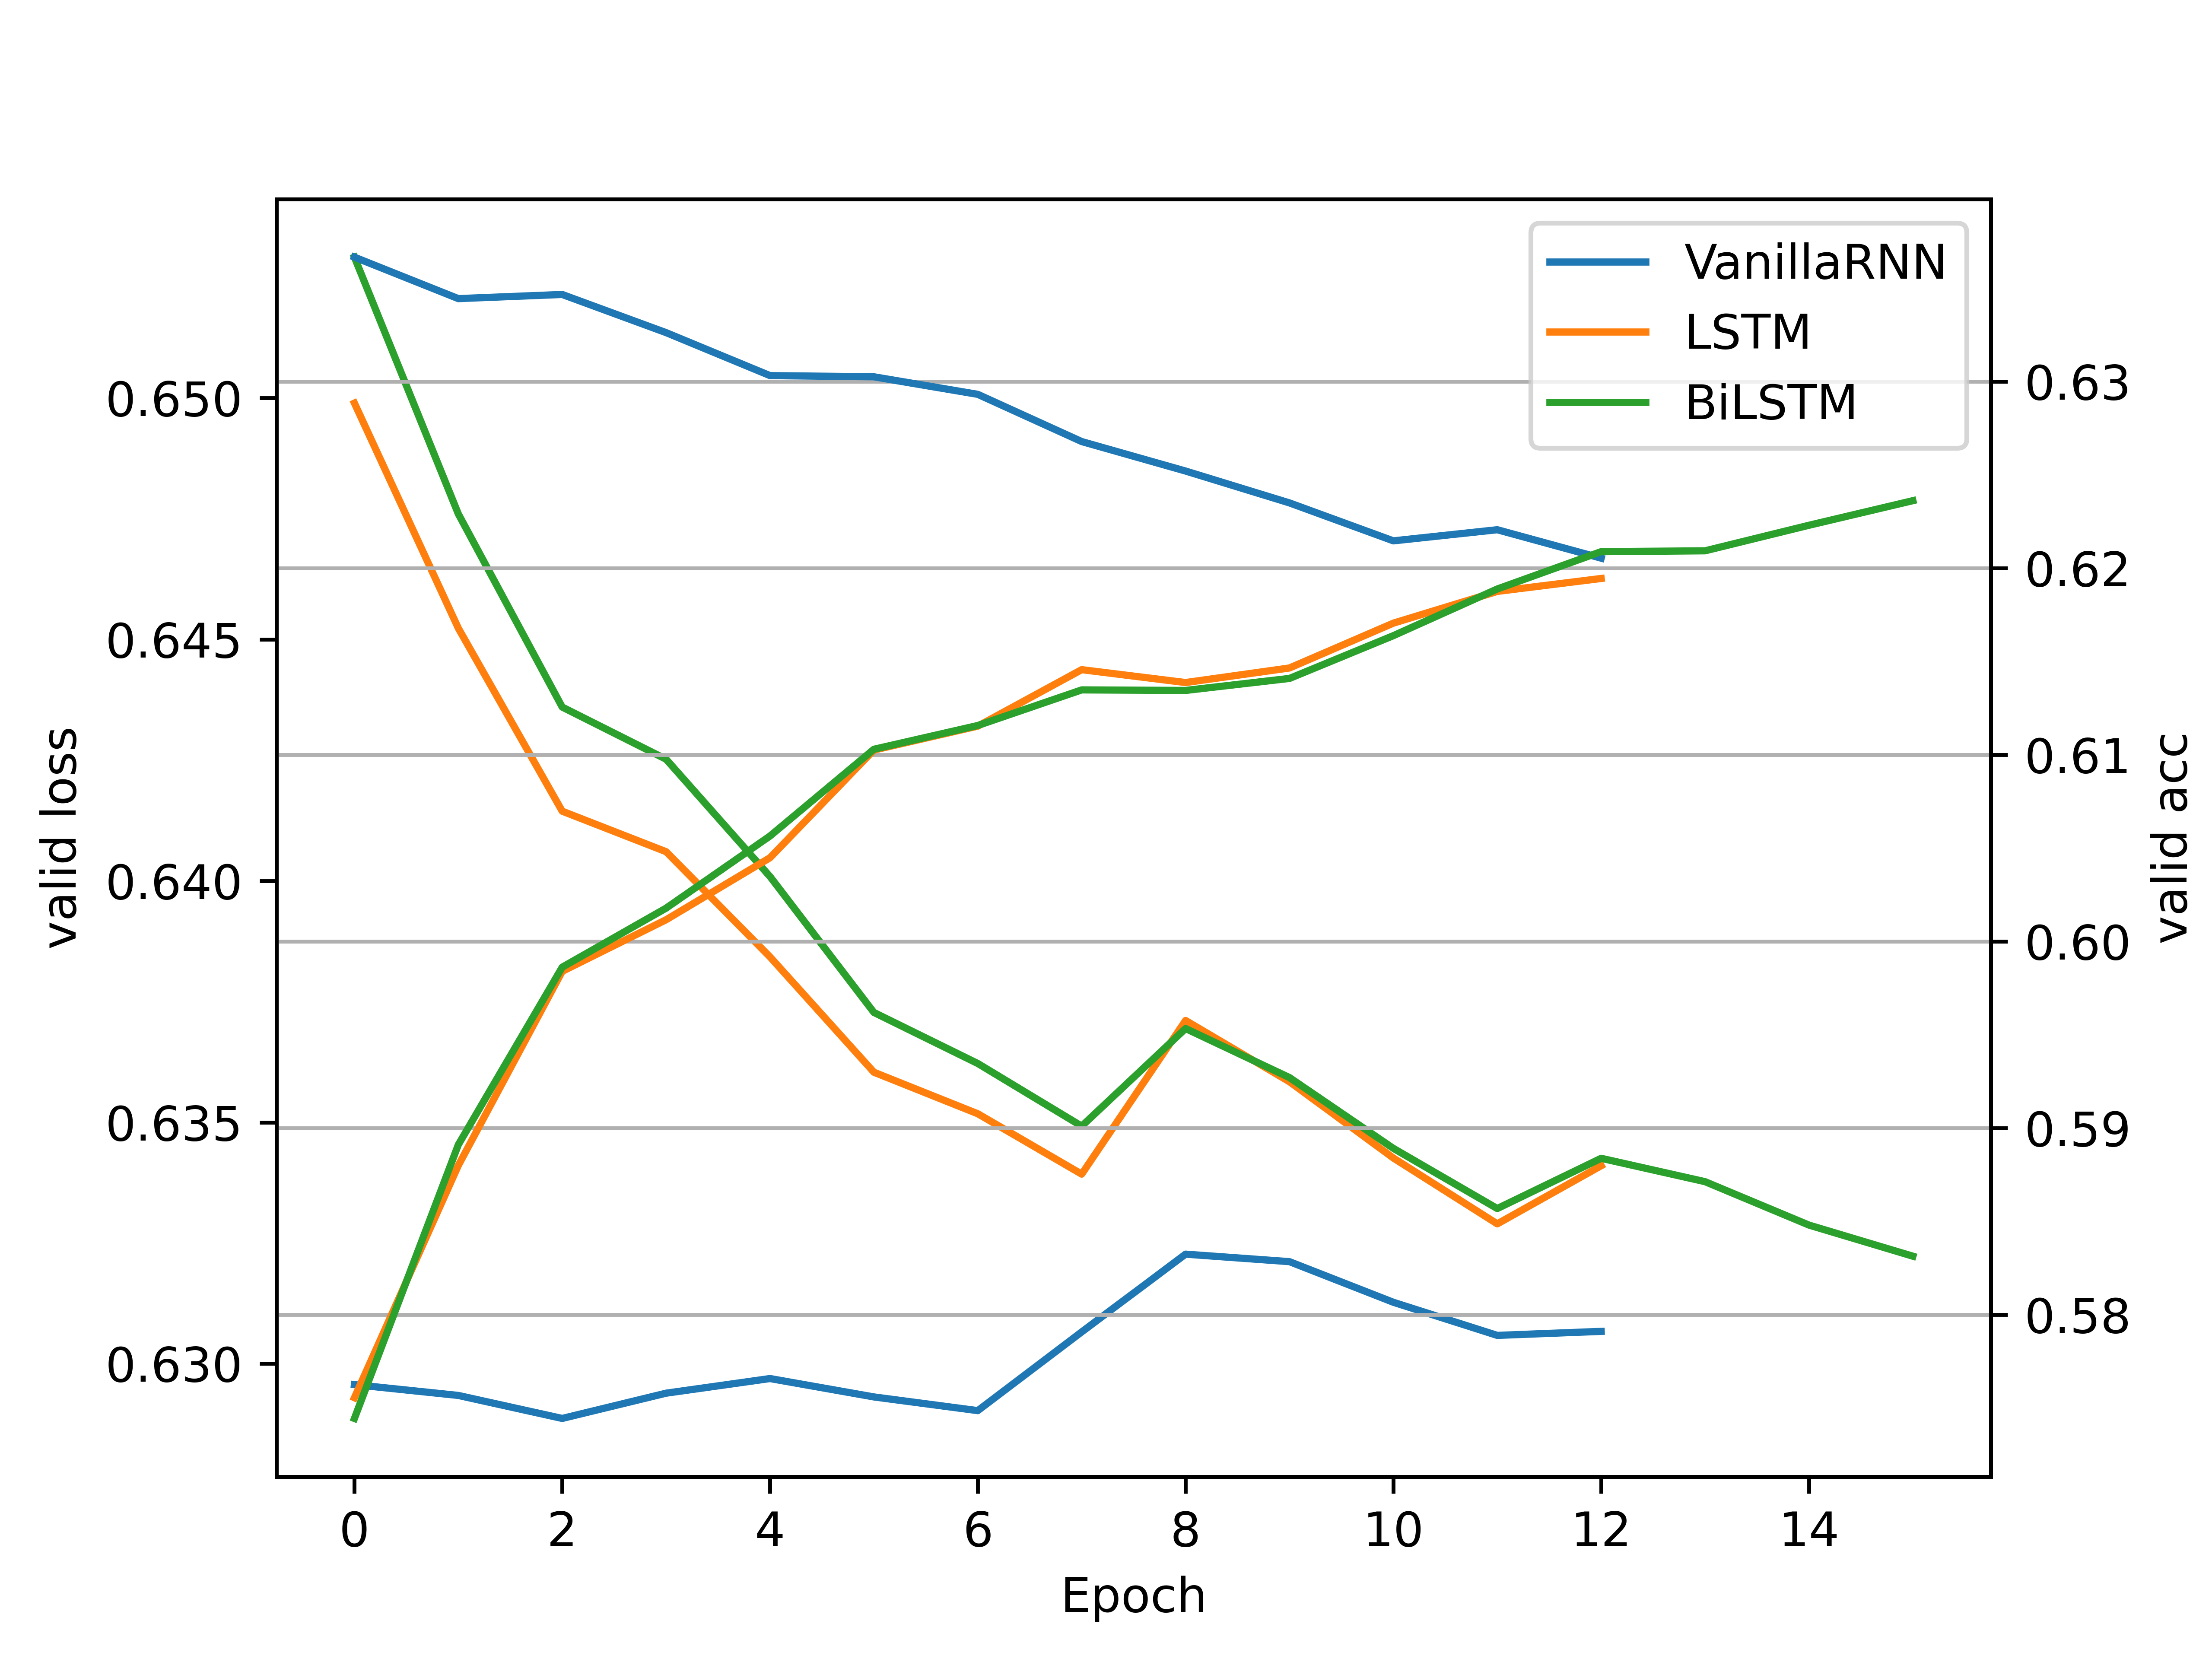 VanillaRNN
LSTM
BiLSTM
0.650
0.645
0.640
0.635
0.630
valid loss
0.63
0.62
0.61
0.60
0.59
0.58
valid acc
0 2 4 6 8 10 12 14
Epoch